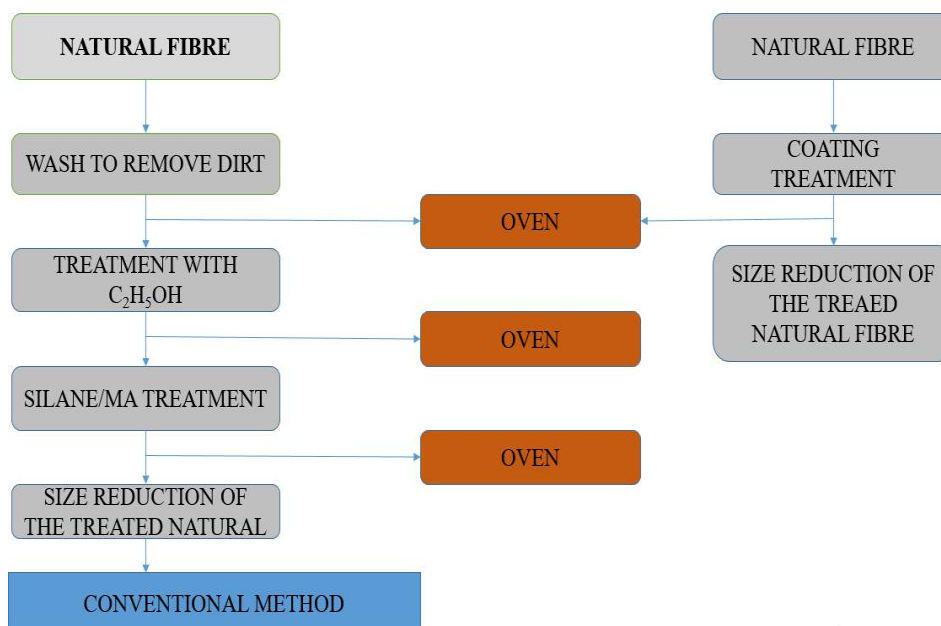 NATURAL FIBRE
WASH TO REMOVE DIRT
TREATMENT WITH
C₂H₅OH
SILANE/MA TREATMENT
SIZE REDUCTION OF
THE TREATED NATURAL
CONVENTIONAL METHOD
OVEN
OVEN
OVEN
NATURAL FIBRE
COATING
TREATMENT
SIZE REDUCTION OF
THE TREAED
NATURAL FIBRE